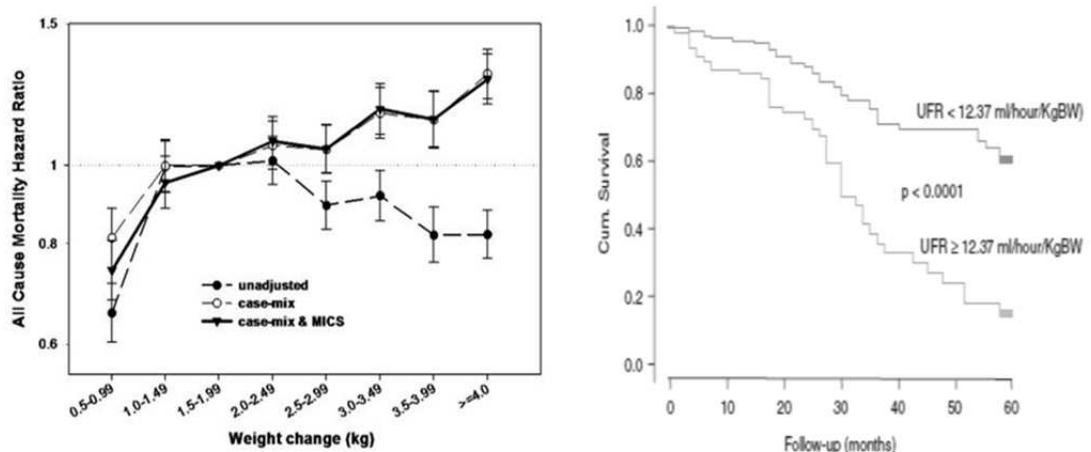 1.5
1
0.8
0.6
All Cause Mortality Hazard Ratio
unadjusted
case-mix
case-mix & MICS
0.5-0.99
1.0-1.49
1.5-1.99
2.0-2.49
2.5-2.99
3.0-3.49
3.5-3.99
>=4.0
Weight change (kg)
1.0
0.8
0.6
0.4
0.2
0.0
Cum. Survival
UFR < 12.37 ml/hour/KgBW)
p < 0.0001
UFR ≥ 12.37 ml/hour/KgBW
0 10 20 30 40 50 60
Follow-up (months)